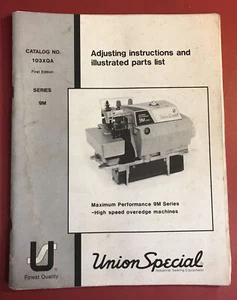 CATALOG NO.
103XQA
First Edition
SERIES
9M
Adjusting instructions and
illustrated parts list
Maximum Performance 9M Series
-High speed overedge machines
Finest Quality
Union Special
Industrial Sewing Equipment